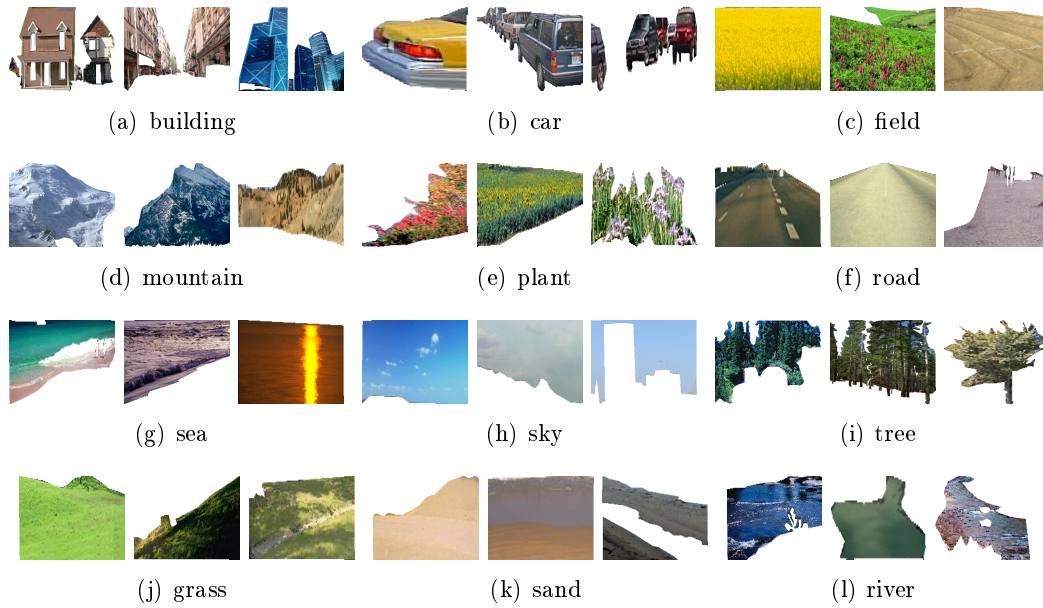 (a) building
(b) car
(c) field
(d) mountain
(e) plant
(f) road
(g) sea
(h) sky
(i) tree
(j) grass
(k) sand
(l) river